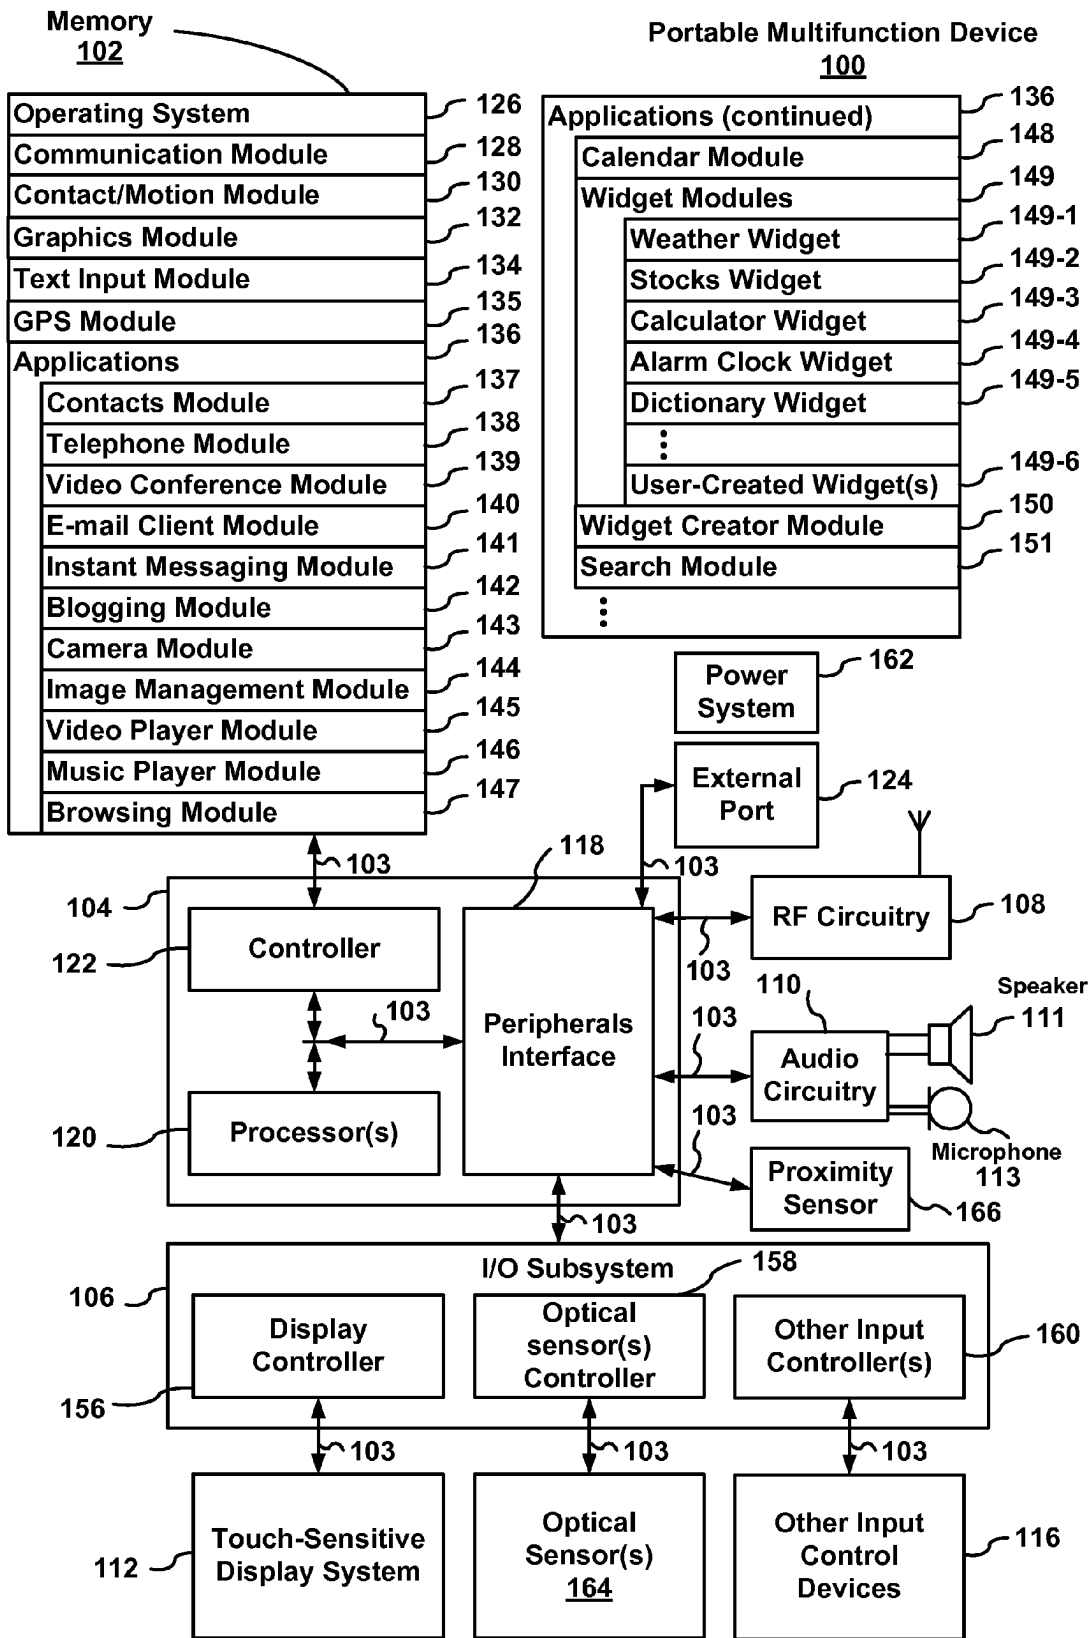 Memory
102
Operating System
126
Communication Module
128
Contact/Motion Module
130
Graphics Module
132
Text Input Module
134
GPS Module
135
Applications
136
Contacts Module
137
Telephone Module
138
Video Conference Module
139
E-mail Client Module
140
Instant Messaging Module
141
Blogging Module
142
Camera Module
143
Image Management Module
144
Video Player Module
145
Music Player Module
146
Browsing Module
147
Portable Multifunction Device
100
Applications (continued)
136
Calendar Module
148
Widget Modules
149
Weather Widget
149-1
Stocks Widget
149-2
Calculator Widget
149-3
Alarm Clock Widget
149-4
Dictionary Widget
149-5
User-Created Widget(s)
149-6
Widget Creator Module
150
Search Module
151
Power
System
162
External
Port
124
103
118
103
104
Controller
122
103
Peripherals
Interface
Processor(s)
120
RF Circuitry
108
103
110
Speaker
111
103
Audio
Circuitry
103
Microphone
113
Proximity
Sensor
166
103
I/O Subsystem
106
158
Display
Controller
156
Optical
sensor(s)
Controller
Other Input
Controller(s)
160
103
103
103
Touch-Sensitive
Display System
112
Optical
Sensor(s)
164
Other Input
Control
Devices
116